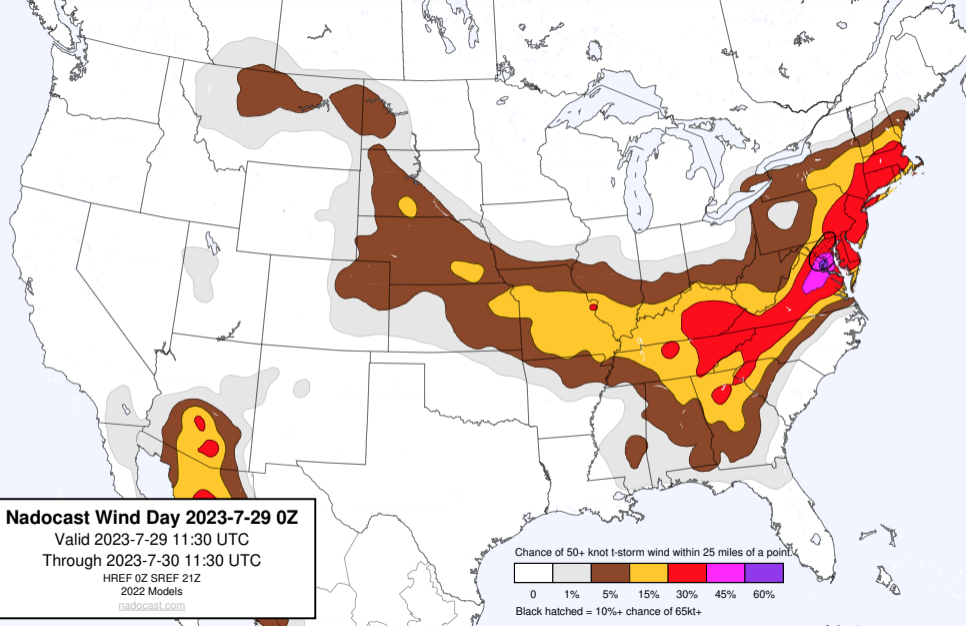 Nadocast Wind Day 2023-7-29 0Z
Valid 2023-7-29 11:30 UTC
Through 2023-7-30 11:30 UTC
HREF 0Z SREF 21Z
2022 Models
nadocast.com
Chance of 50+ knot t-storm wind within 25 miles of a point.
0 1% 5% 15% 30% 45% 60%
Black hatched = 10%+ chance of 65kt+